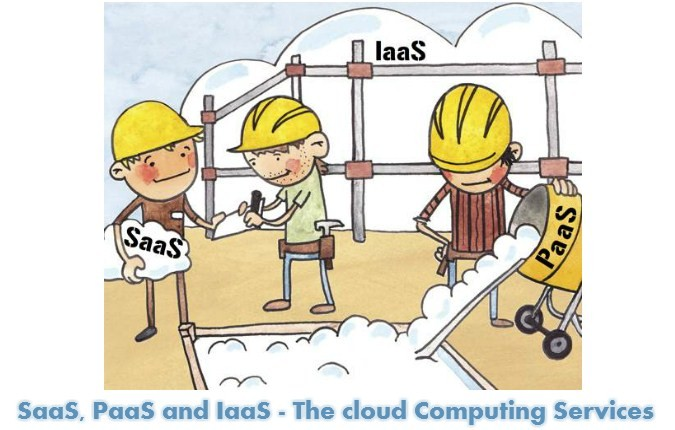 IaaS
SaaS
PaaS
SaaS, PaaS and IaaS - The cloud Computing Services